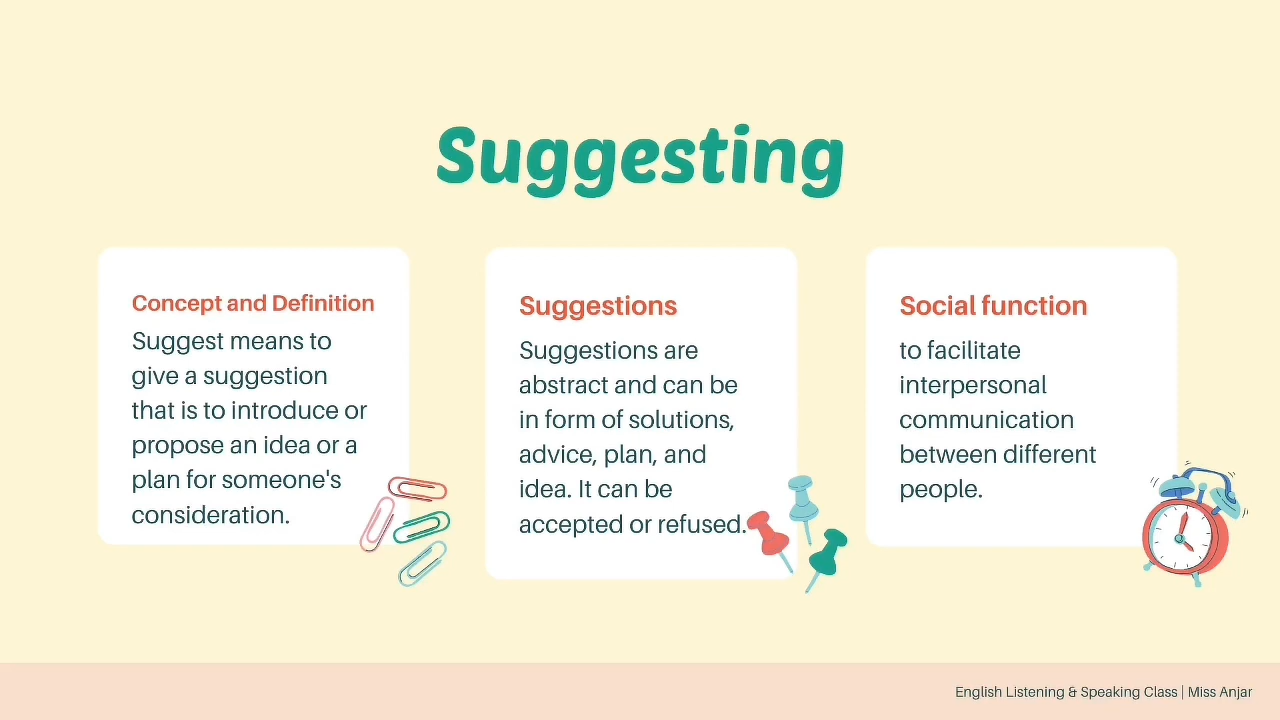 Suggesting
Concept and Definition
Suggest means to
give a suggestion
that is to introduce or
propose an idea or a
plan for someone's
consideration.
Suggestions
Suggestions are
abstract and can be
in form of solutions,
advice, plan, and
idea. It can be
accepted or refused.
Social function
to facilitate
interpersonal
communication
between different
people.
English Listening & Speaking Class | Miss Anjar